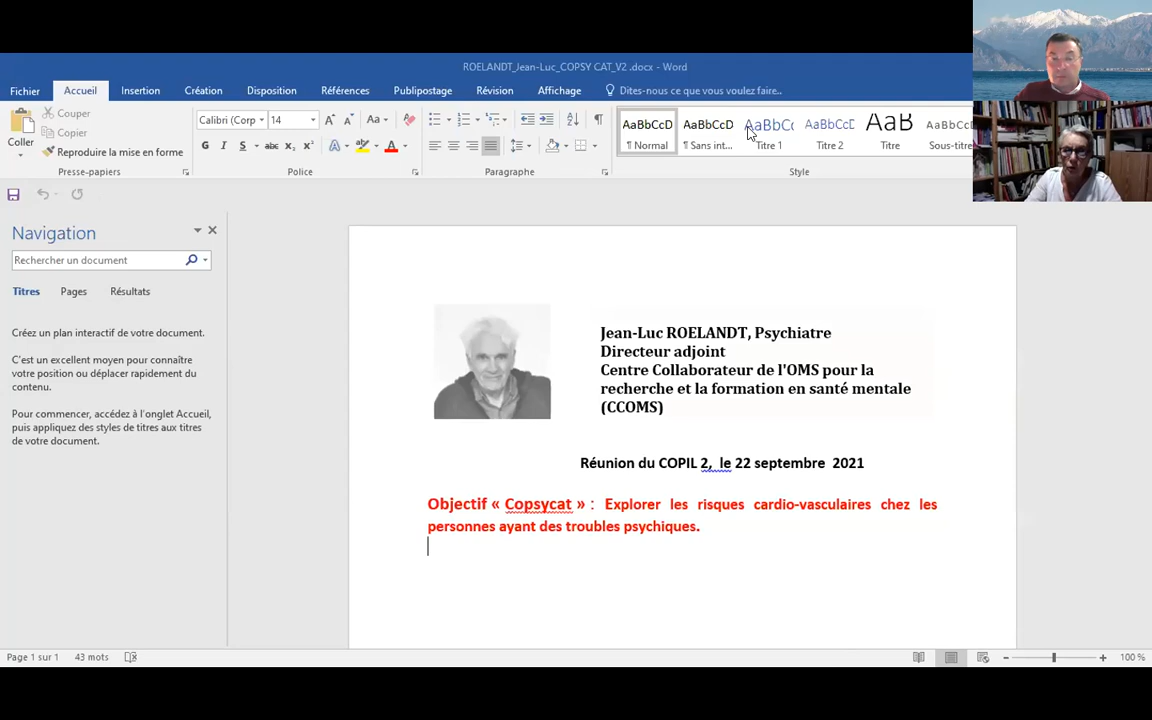 ROELANDT_Jean-Luc_COPSY CAT_V2 .docx - Word
Fichier Accueil Insertion Création Disposition Références Publipostage Révision Affichage Dites-nous ce que vous voulez faire..
Coller
Couper
Copier
Reproduire la mise en forme
Presse-papiers
Calibri (Corp 14 A A Aa
G I S A A
Police
Paragraphe
AaBbCcD AaBbCcD AaBbCc AaBbCcD AaB AaBbCcD
¶ Normal ¶ Sans int... Titre 1 Titre 2 Titre Sous-titre
Style
Navigation
Rechercher un document
Titres Pages Résultats
Créez un plan interactif de votre document.
C'est un excellent moyen pour connaître
votre position ou déplacer rapidement du
contenu.
Pour commencer, accédez à l'onglet Accueil,
puis appliquez des styles de titres aux titres
de votre document.
Jean-Luc ROELANDT, Psychiatre
Directeur adjoint
Centre Collaborateur de l'OMS pour la
recherche et la formation en santé mentale
(CCOMS)
Réunion du COPIL 2, le 22 septembre 2021
Objectif « Copsycat » : Explorer les risques cardio-vasculaires chez les
personnes ayant des troubles psychiques.
Page 1 sur 1 43 mots 100 %